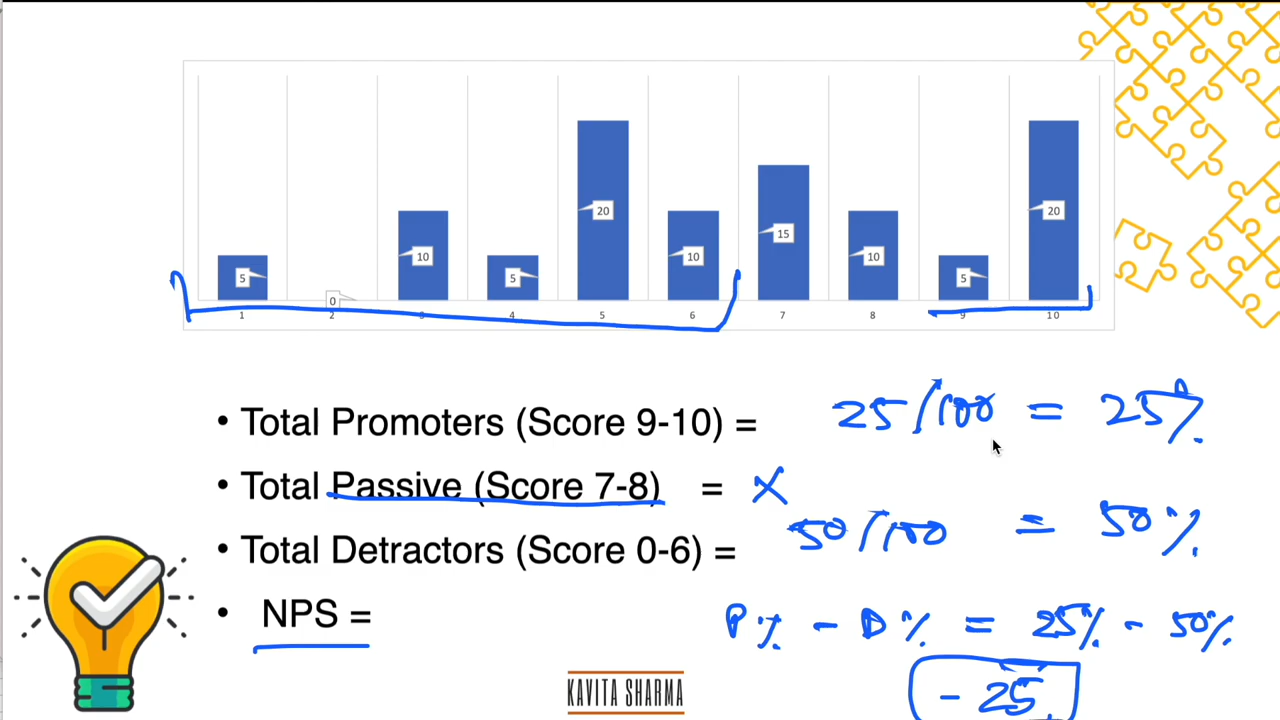 5 0 10 5 20 10 15 10 5 20
1 2 3 4 5 6 7 8 9 10
• Total Promoters (Score 9-10) = 25/100 = 25%
• Total Passive (Score 7-8) = X
• Total Detractors (Score 0-6) = 50/100 = 50%
• NPS = P% - D% = 25% - 50%
- 25
KAVITA SHARMA